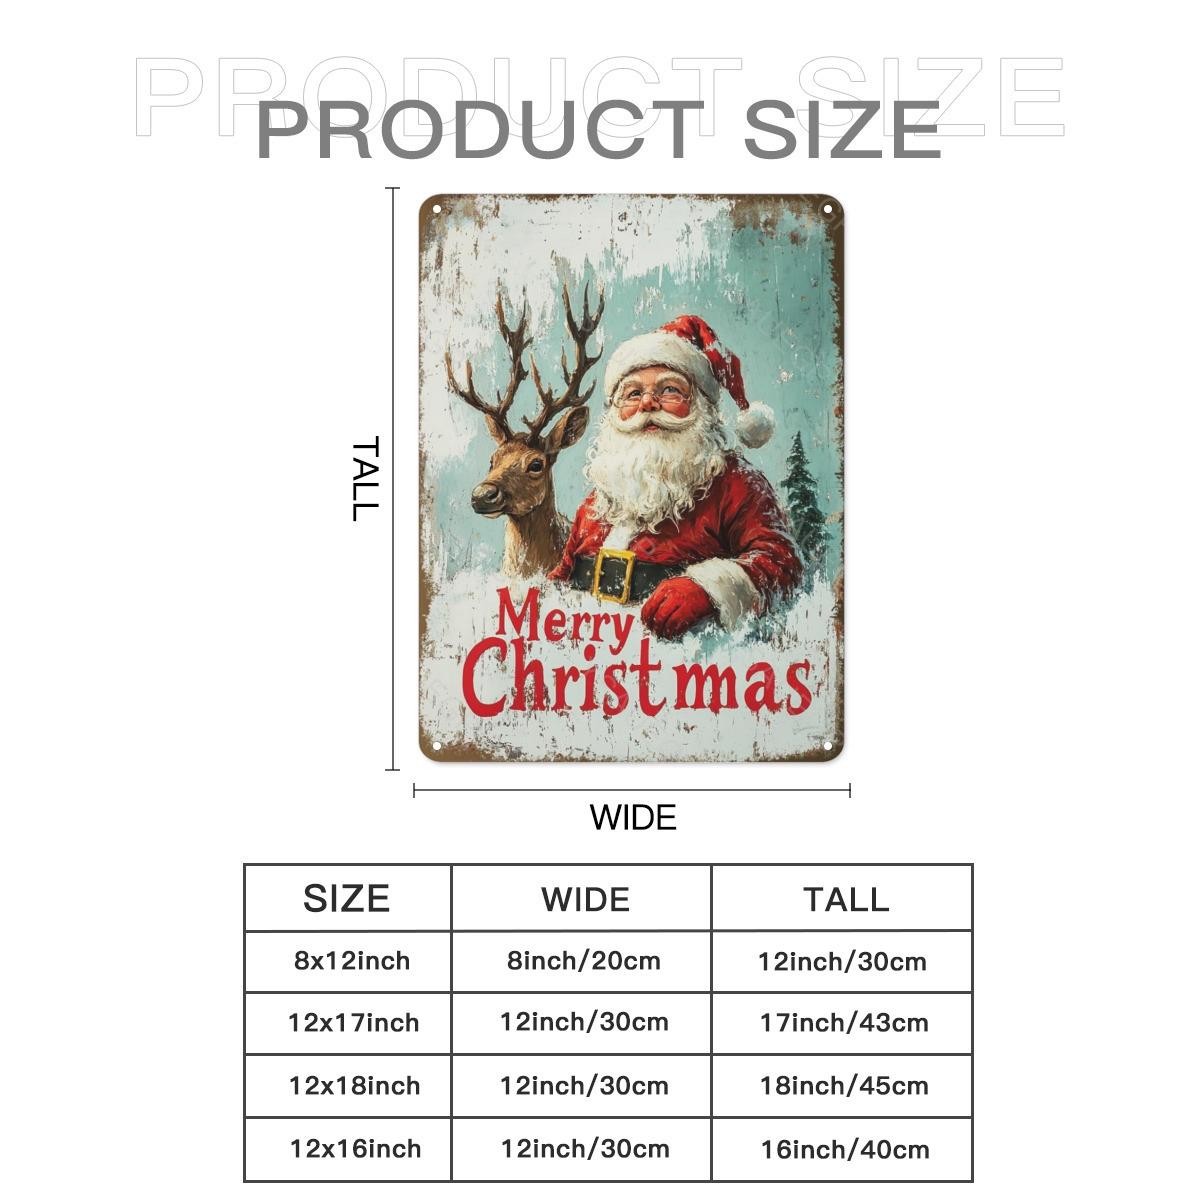 PRODUCT SIZE
PRODUCT SIZE
TALL
Merry
Christmas
WIDE
SIZE WIDE TALL
8x12inch 8inch/20cm 12inch/30cm
12x17inch 12inch/30cm 17inch/43cm
12x18inch 12inch/30cm 18inch/45cm
12x16inch 12inch/30cm 16inch/40cm